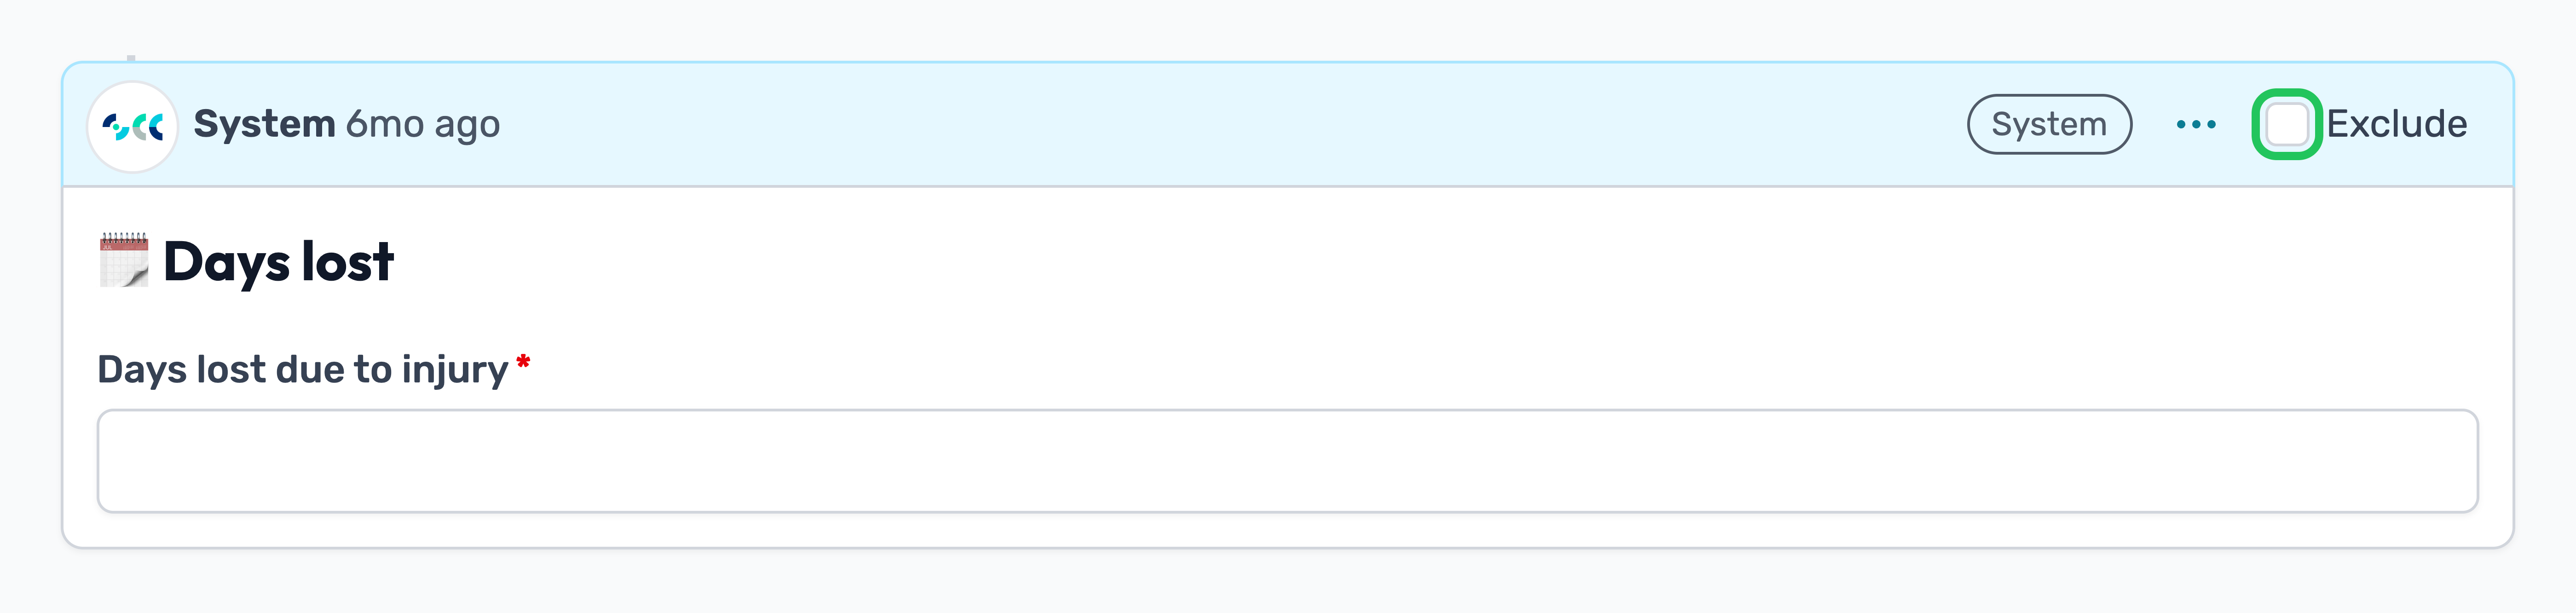 System 6mo ago
System ••• Exclude
🗓️ Days lost
Days lost due to injury *